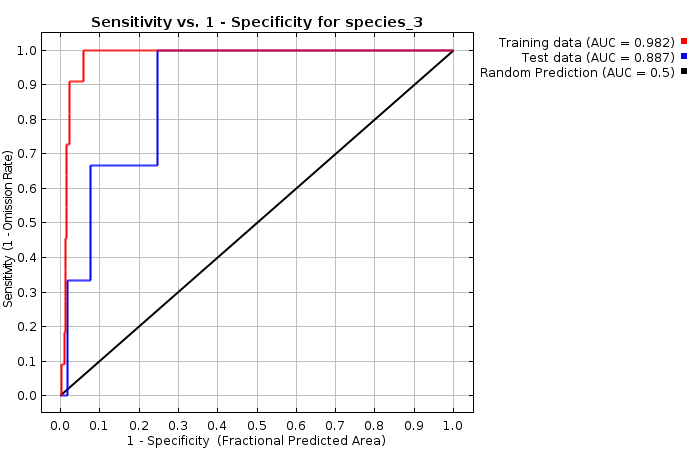 Sensitivity vs. 1 - Specificity for species_3
Training data (AUC = 0.982)
Test data (AUC = 0.887)
Random Prediction (AUC = 0.5)
Sensitivity (1 - Omission Rate)
1.0
0.9
0.8
0.7
0.6
0.5
0.4
0.3
0.2
0.1
0.0
0.0 0.1 0.2 0.3 0.4 0.5 0.6 0.7 0.8 0.9 1.0
1 - Specificity (Fractional Predicted Area)